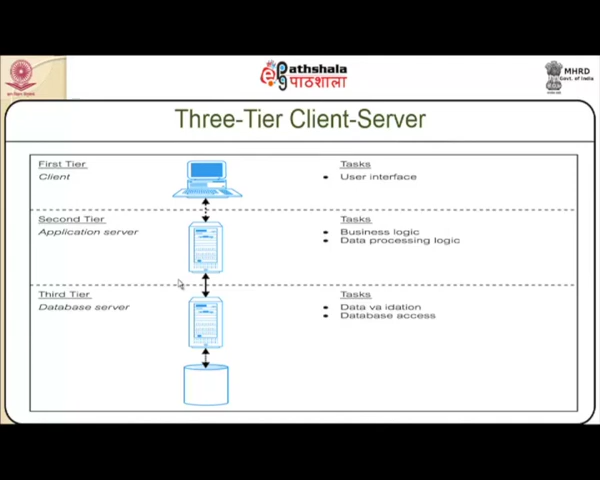 Pathshala
पाठशाला
MHRD
Govt. of India
Three-Tier Client-Server
First Tier
Client
Tasks
• User interface
Second Tier
Application server
Tasks
• Business logic
• Data processing logic
Third Tier
Database server
Tasks
• Data va idation
• Database access